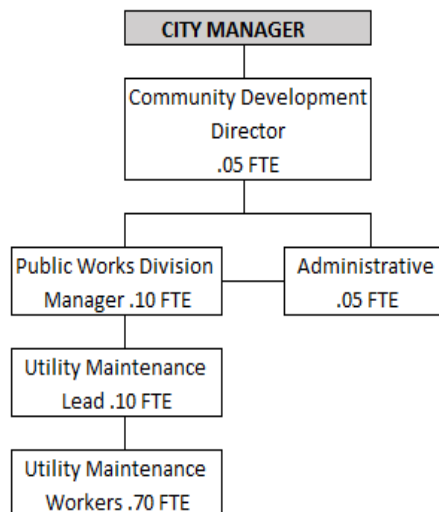 CITY MANAGER
Community Development
Director
.05 FTE
Public Works Division
Manager .10 FTE
Administrative
.05 FTE
Utility Maintenance
Lead .10 FTE
Utility Maintenance
Workers .70 FTE